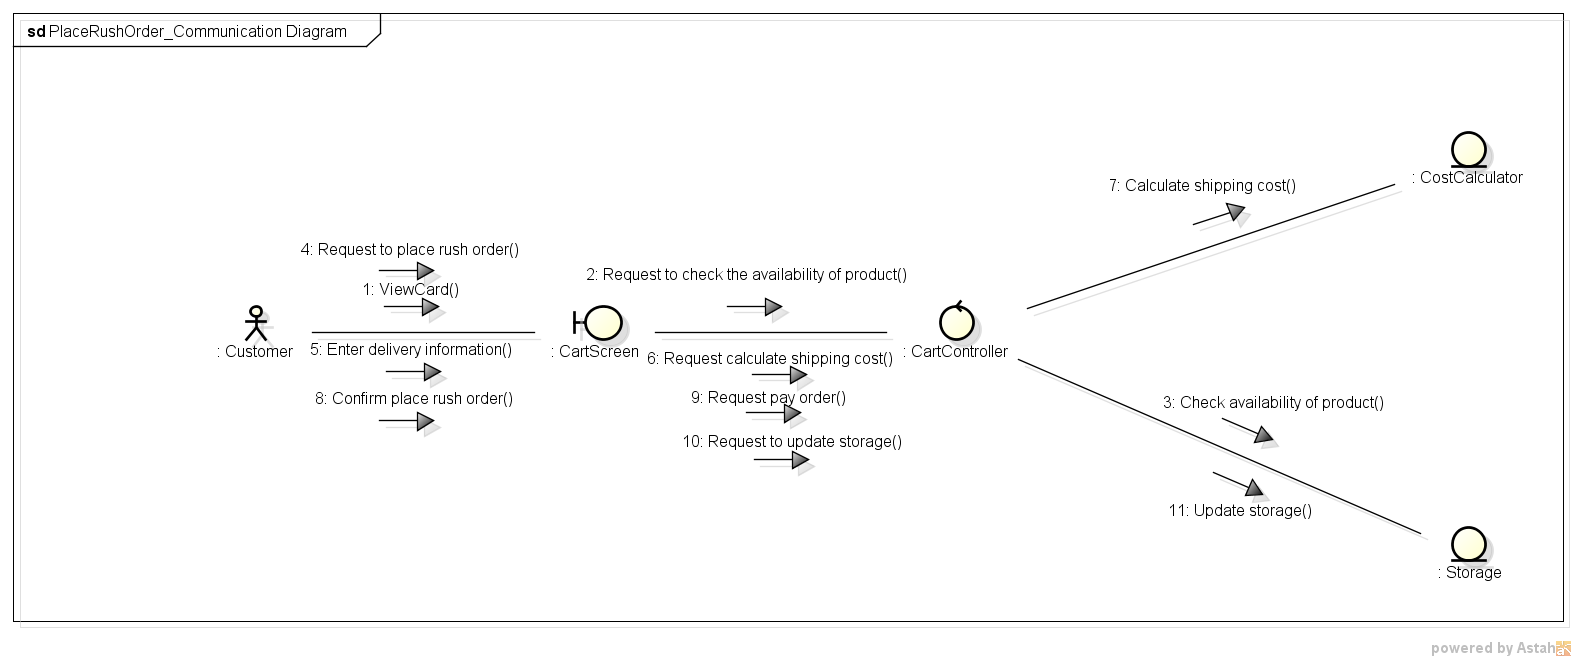 sd PlaceRushOrder_Communication Diagram
: CostCalculator
7: Calculate shipping cost()
4: Request to place rush order()
2: Request to check the availability of product()
1: ViewCard()
: Customer
5: Enter delivery information()
: CartScreen
6: Request calculate shipping cost()
: CartController
8: Confirm place rush order()
9: Request pay order()
3: Check availability of product()
10: Request to update storage()
11: Update storage()
: Storage
powered by Astah